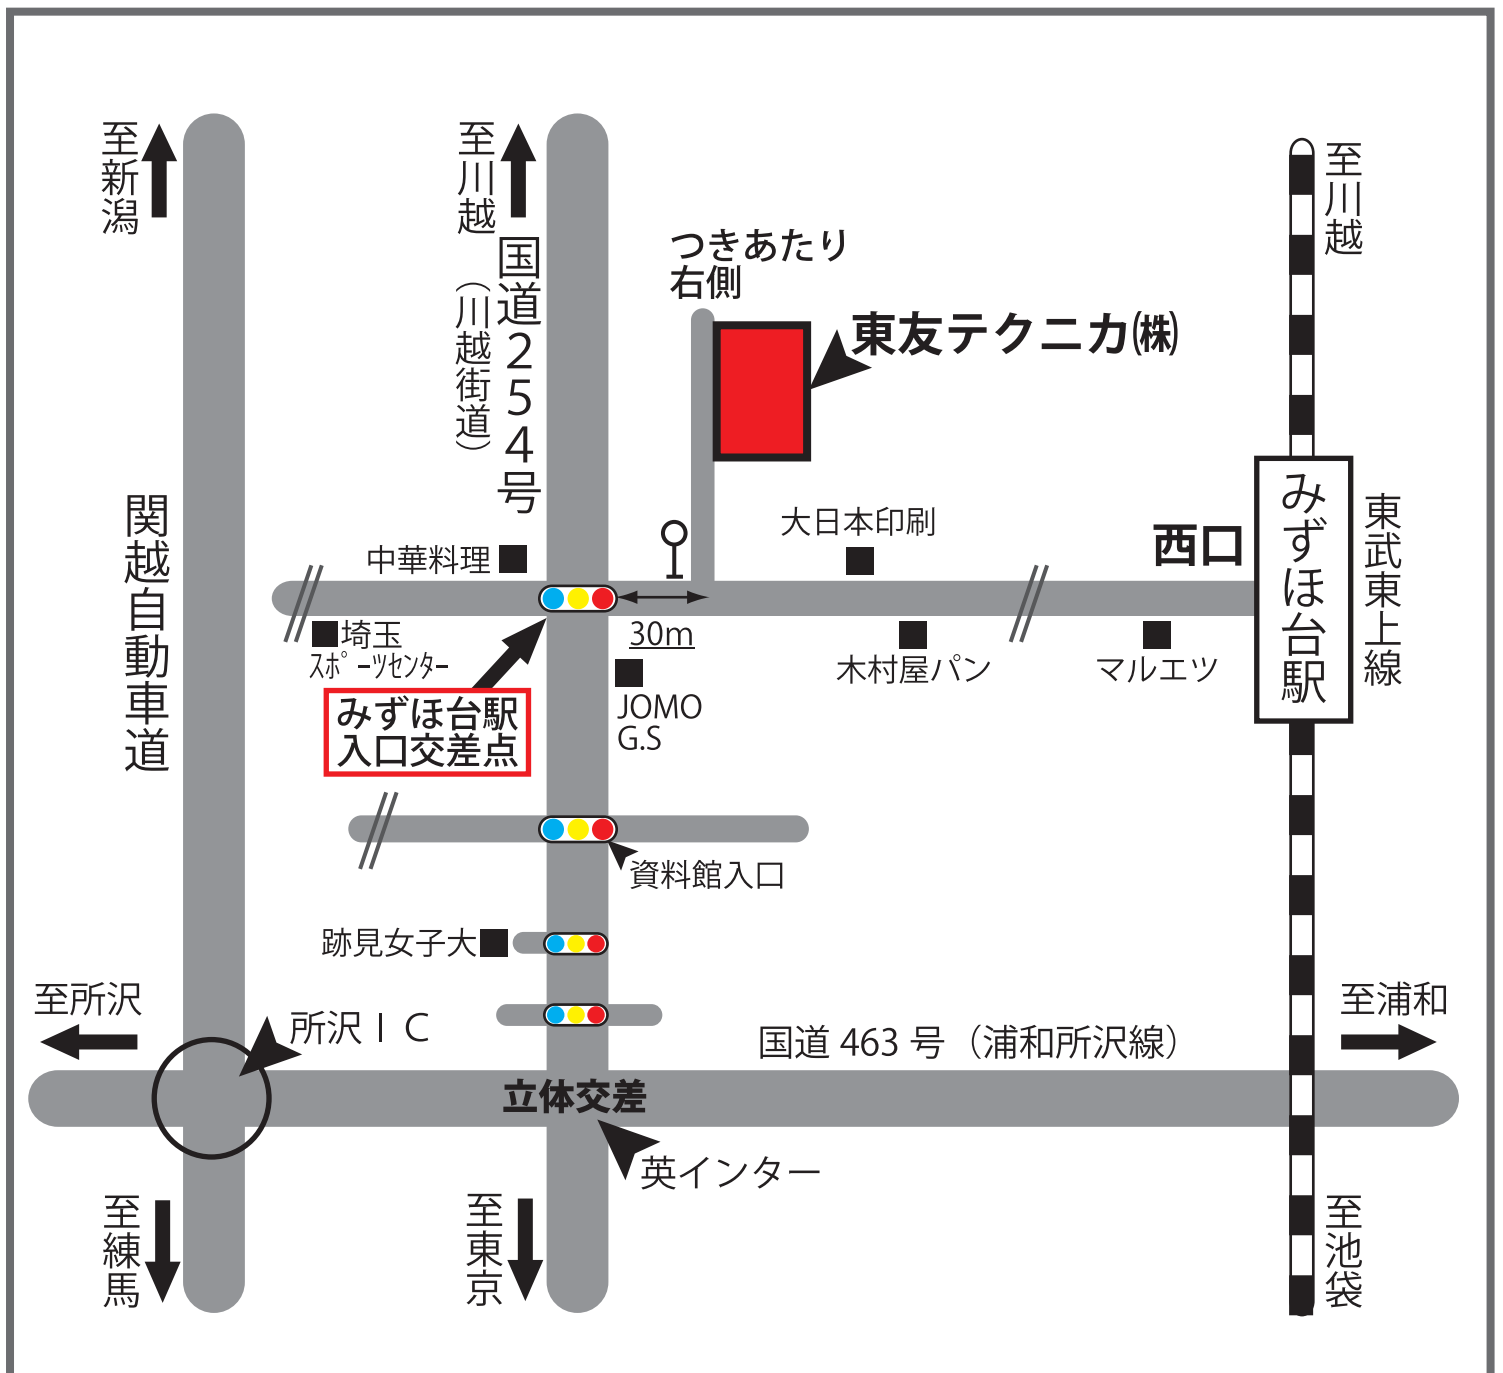 至新潟
至川越
至川越
国道２５４号
（川越街道）
つきあたり
右側
東友テクニカ㈱
関越自動車道
中華料理
大日本印刷
西口
みずほ台駅
東武東上線
埼玉
ｽﾎﾟｰﾂｾﾝﾀｰ
30m
木村屋パン
マルエツ
JOMO
G.S
みずほ台駅
入口交差点
資料館入口
跡見女子大
至所沢
所沢ＩＣ
国道 463 号（浦和所沢線）
至浦和
立体交差
英インター
至練馬
至東京
至池袋